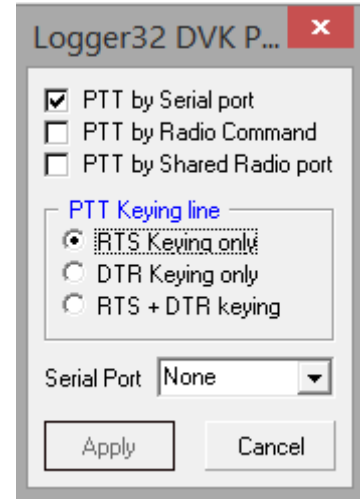 Logger32 DVK P...
PTT by Serial port
PTT by Radio Command
PTT by Shared Radio port
PTT Keying line
RTS Keying only
DTR Keying only
RTS + DTR keying
Serial Port None
Apply Cancel